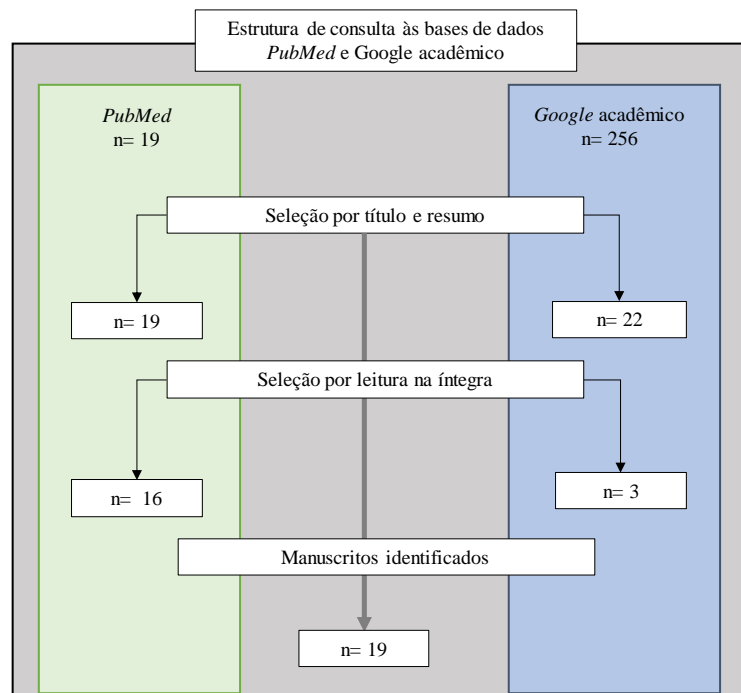 Estrutura de consulta às bases de dados
PubMed e Google acadêmico
PubMed
n= 19
Google acadêmico
n= 256
Seleção por título e resumo
n= 19
n= 22
Seleção por leitura na íntegra
n=  16
n= 3
Manuscritos identificados
n= 19